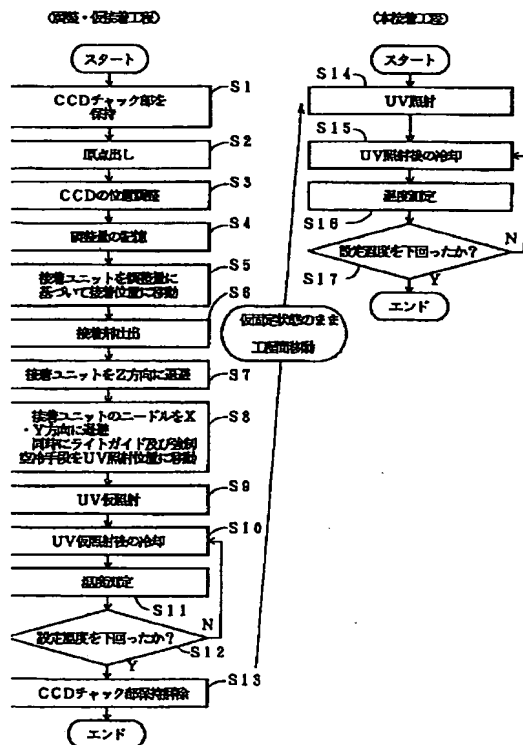 (調整・仮接着工程)
スタート
S1
CCDチャック部を
保持
S2
原点出し
S3
CCDの位置調整
S4
調整量の記憶
S5
接着ユニットを調整量に
基づいて接着位置に移動
S6
接着剤吐出
S7
接着ユニットをZ方向に退避
S8
接着ユニットのニードルをX
・Y方向に退避
同時にライトガイド及び強制
空冷手段をUV照射位置に移動
S9
UV仮照射
S10
UV仮照射後の冷却
温度測定
S11
設定温度を下回ったか?
N
S12
Y
S13
CCDチャック部保持解除
エンド
仮固定状態のまま
工程間移動
(本接着工程)
スタート
S14
UV照射
S15
UV照射後の冷却
温度測定
S16
設定温度を下回ったか?
N
S17
Y
エンド